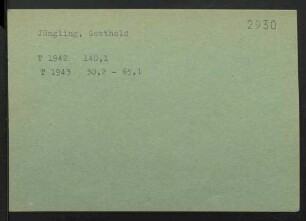 2930
Jüngling, Gotthold
T 1942 140,1
T 1943 30,2 - 65,1